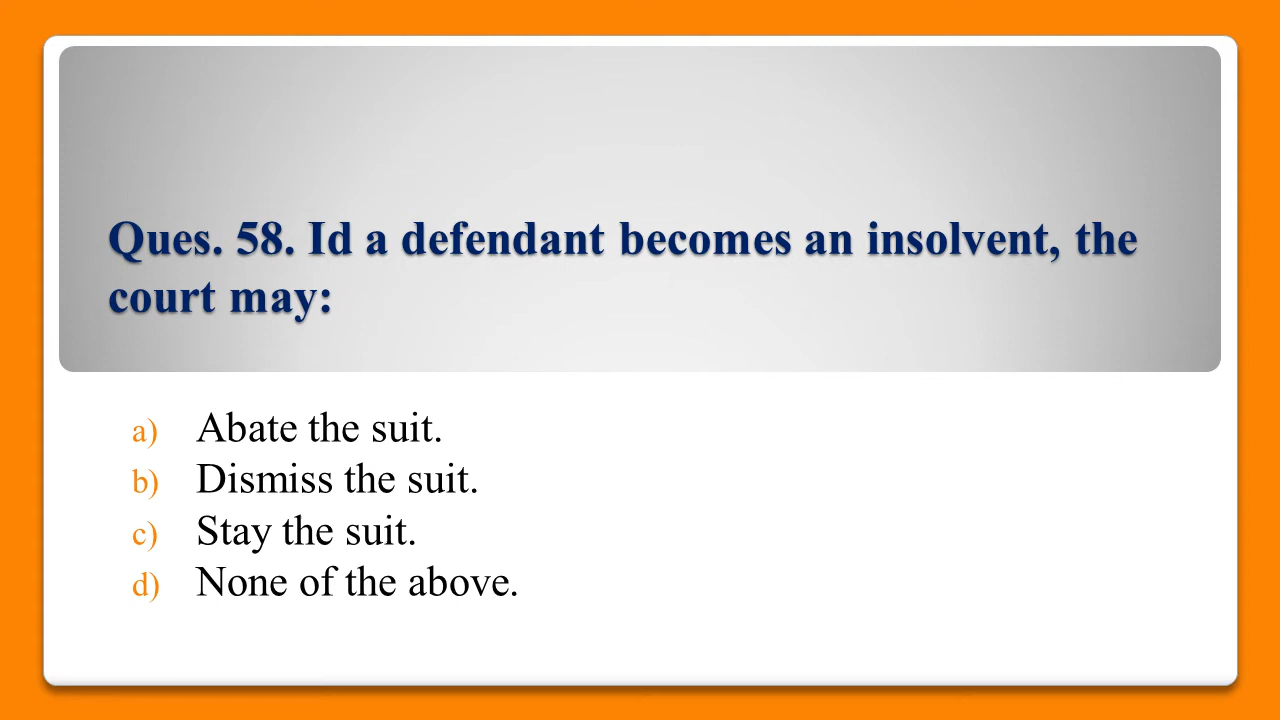 Ques. 58. Id a defendant becomes an insolvent, the
court may:
a) Abate the suit.
b) Dismiss the suit.
c) Stay the suit.
d) None of the above.